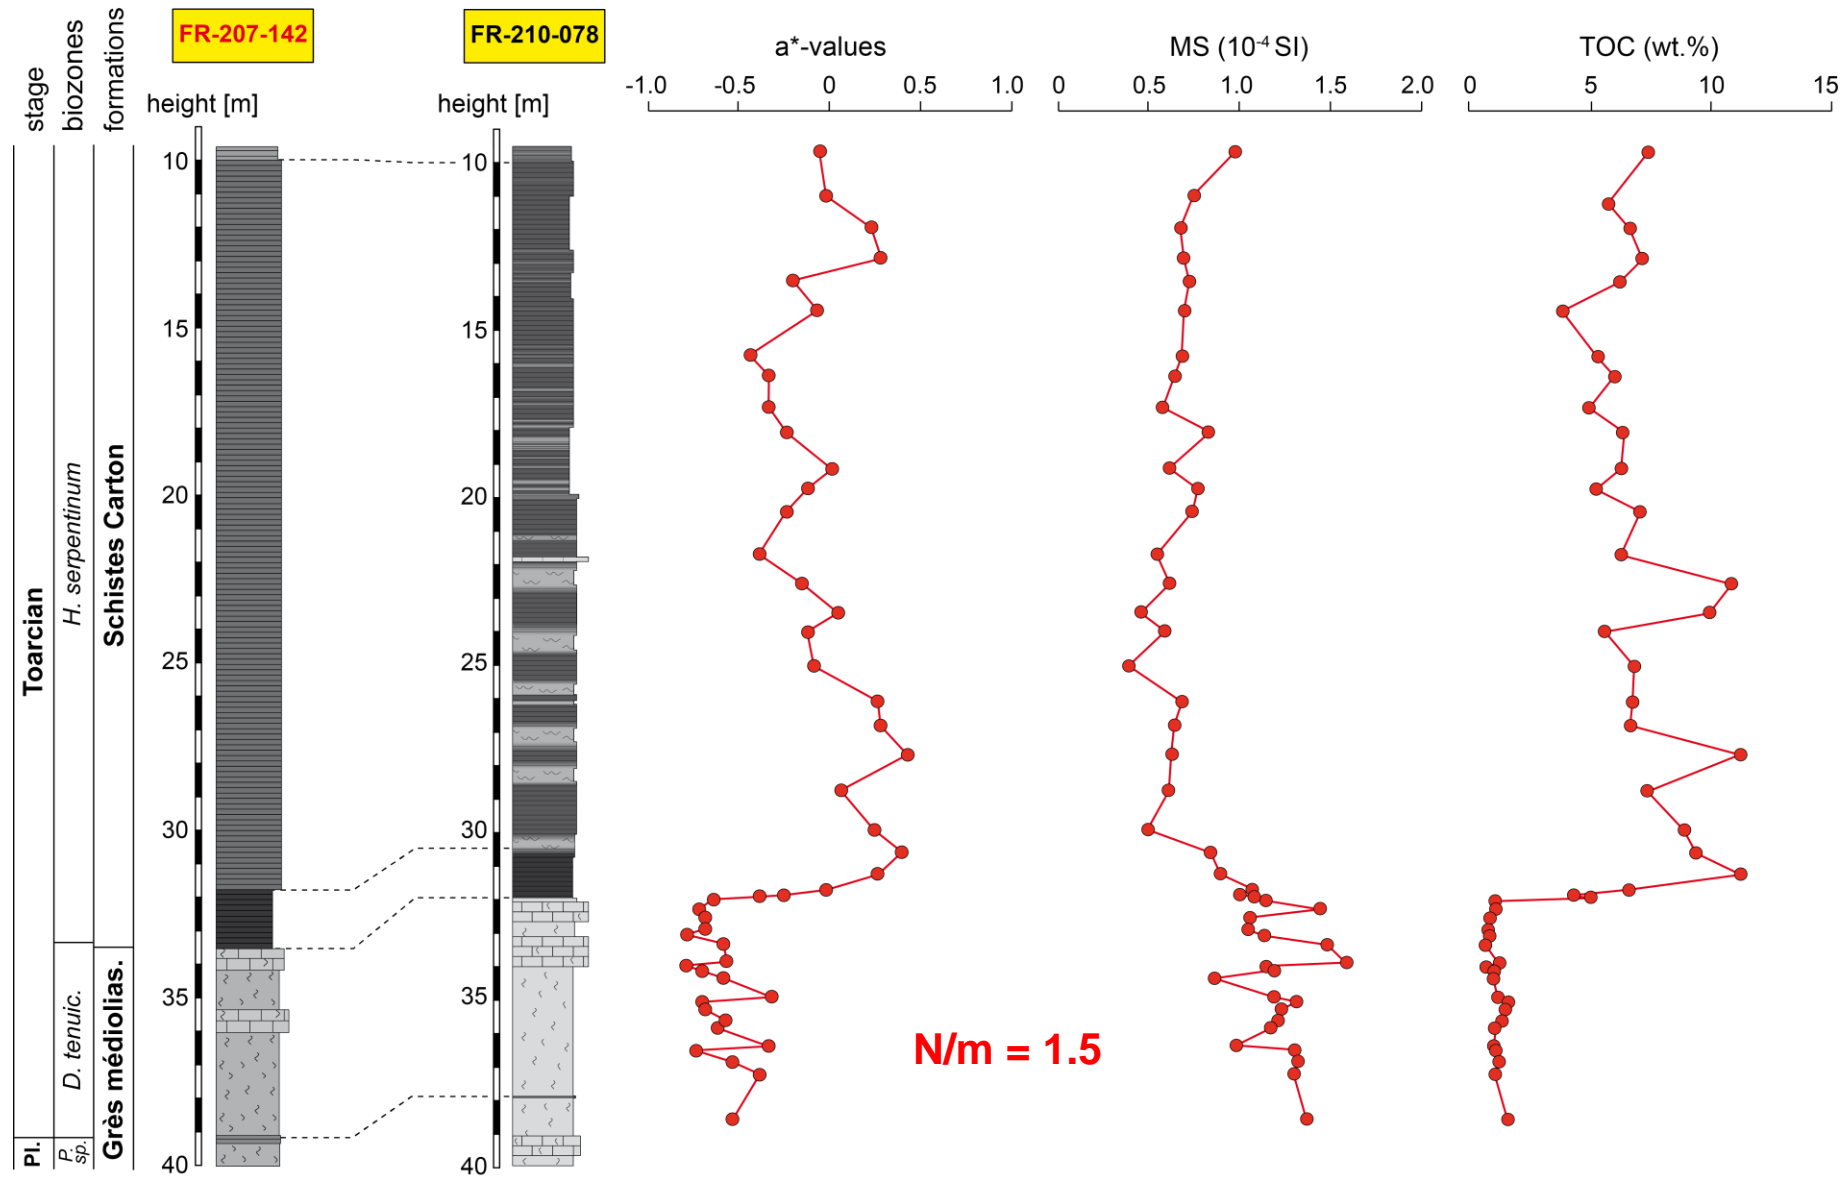 stage
biozones
formations
FR-207-142
FR-210-078
height [m]
height [m]
a*-values
MS (10⁻⁴ SI)
TOC (wt.%)
-1.0 -0.5 0 0.5 1.0
0 0.5 1.0 1.5 2.0
0 5 10 15
10
15
20
25
30
35
40
10
15
20
25
30
35
40
Toarcian
Pl.
H. serpentinum
D. tenuic.
P.
sp.
Schistes Carton
Grès médiolias.
N/m = 1.5